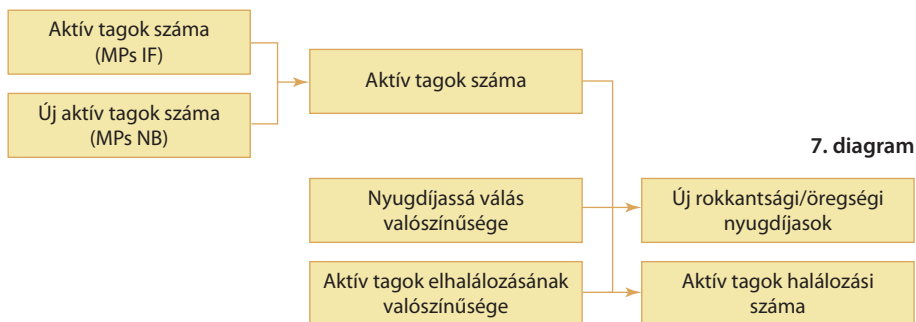 Aktív tagok száma
(MPs IF)
Új aktív tagok száma
(MPs NB)
Aktív tagok száma
7. diagram
Nyugdíjassá válás
valószínűsége
Új rokkantsági/öregségi
nyugdíjasok
Aktív tagok elhalálozásának
valószínűsége
Aktív tagok halálozási
száma